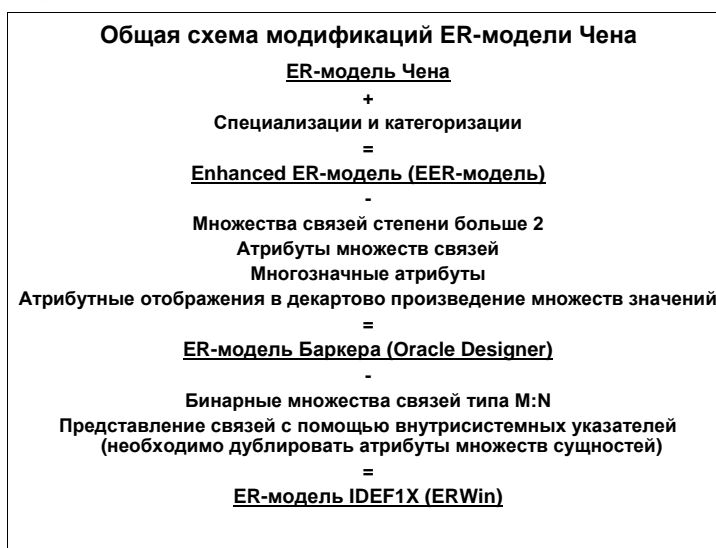 Общая схема модификаций ER-модели Чена
ER-модель Чена
+
Специализации и категоризации
=
Enhanced ER-модель (EER-модель)
-
Множества связей степени больше 2
Атрибуты множеств связей
Многозначные атрибуты
Атрибутные отображения в декартово произведение множеств значений
=
ER-модель Баркера (Oracle Designer)
-
Бинарные множества связей типа M:N
Представление связей с помощью внутрисистемных указателей
(необходимо дублировать атрибуты множеств сущностей)
=
ER-модель IDEF1X (ERWin)